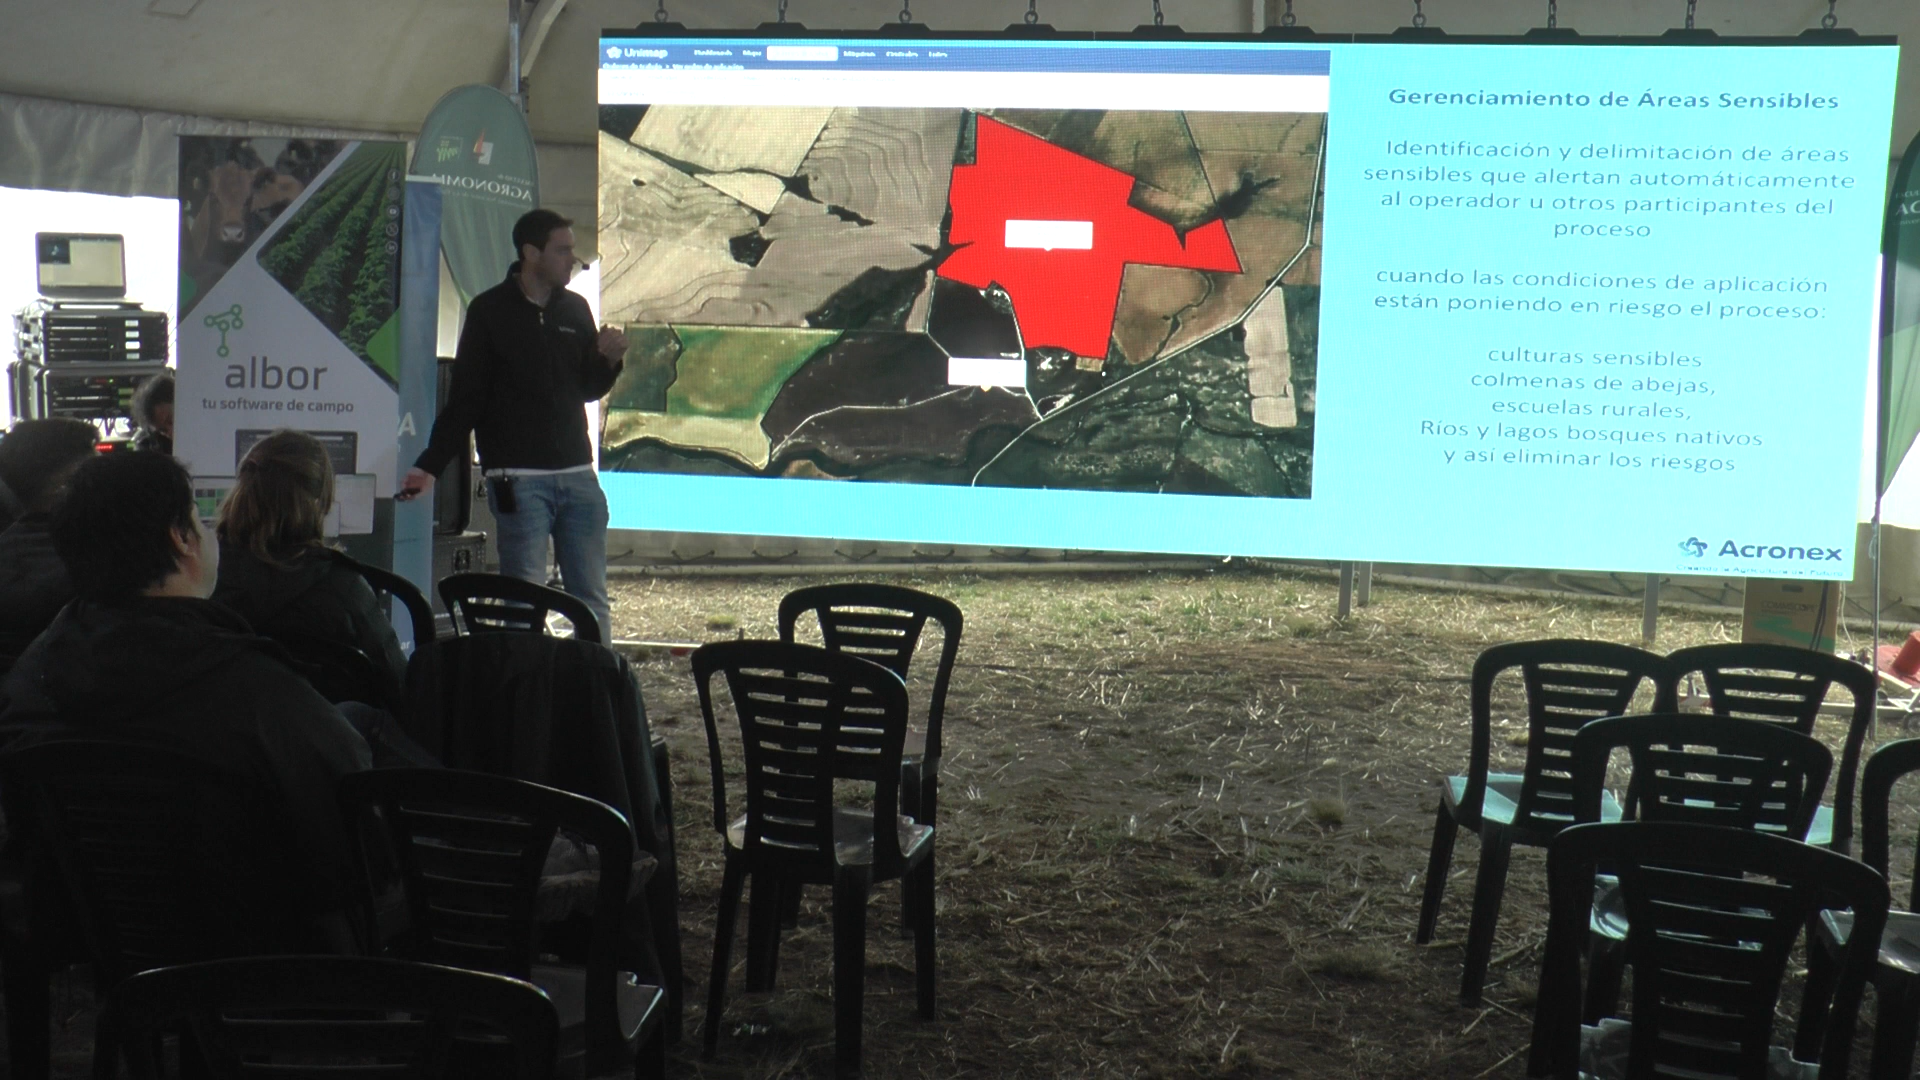 Unimap
Gerenciamiento de Áreas Sensibles
Identificación y delimitación de áreas
sensibles que alertan automáticamente
al operador u otros participantes del
proceso
cuando las condiciones de aplicación
están poniendo en riesgo el proceso:
culturas sensibles
colmenas de abejas,
escuelas rurales,
Ríos y lagos bosques nativos
y así eliminar los riesgos
Acronex
AGRONOMÍA
albor
tu software de campo